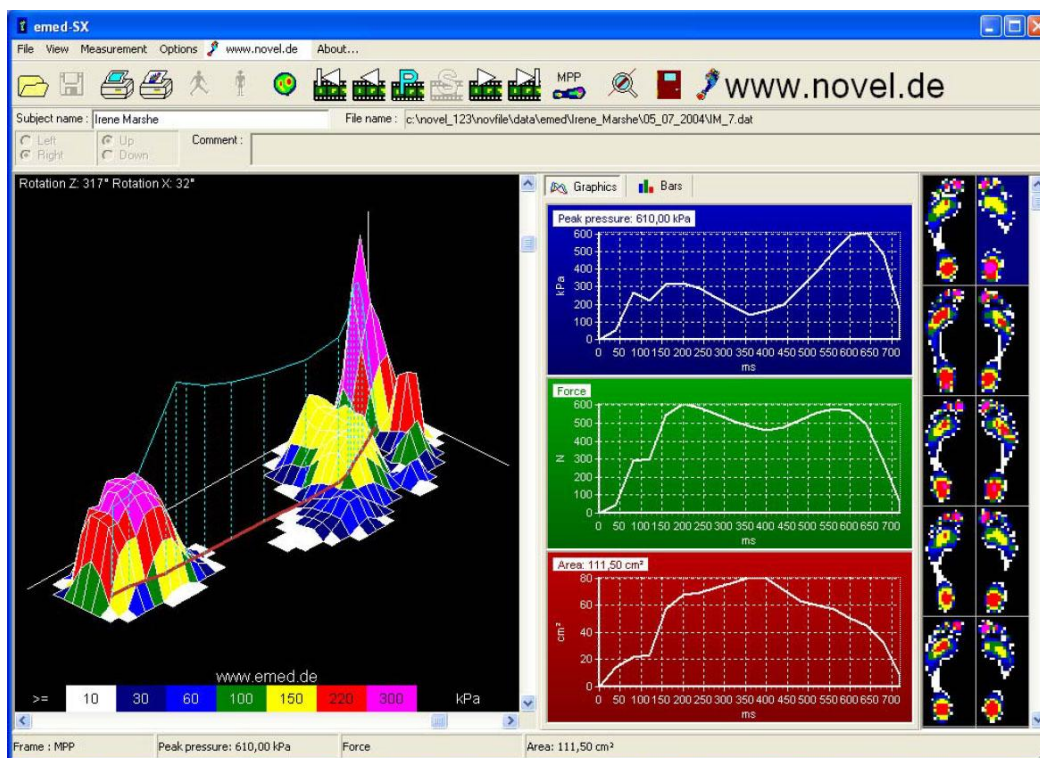 emed-SX
File View Measurement Options www.novel.de About...
P S MPP www.novel.de
Subject name : Irene Marshe File name : c:\novel_123\novfile\data\emed\Irene_Marshe\05_07_2004\IM_7.dat
Left Up Comment :
Right Down
Rotation Z: 317° Rotation X: 32°
www.emed.de
>= 10 30 60 100 150 220 300 kPa
Graphics Bars
Peak pressure: 610,00 kPa
600
500
400
300
200
100
0
kPa
0 50 100 150 200 250 300 350 400 450 500 550 600 650 700
ms
Force
600
500
400
300
200
100
0
N
0 50 100 150 200 250 300 350 400 450 500 550 600 650 700
ms
Area: 111,50 cm²
80
60
40
20
0
cm²
0 50 100 150 200 250 300 350 400 450 500 550 600 650 700
ms
Frame : MPP Peak pressure: 610,00 kPa Force Area: 111,50 cm²